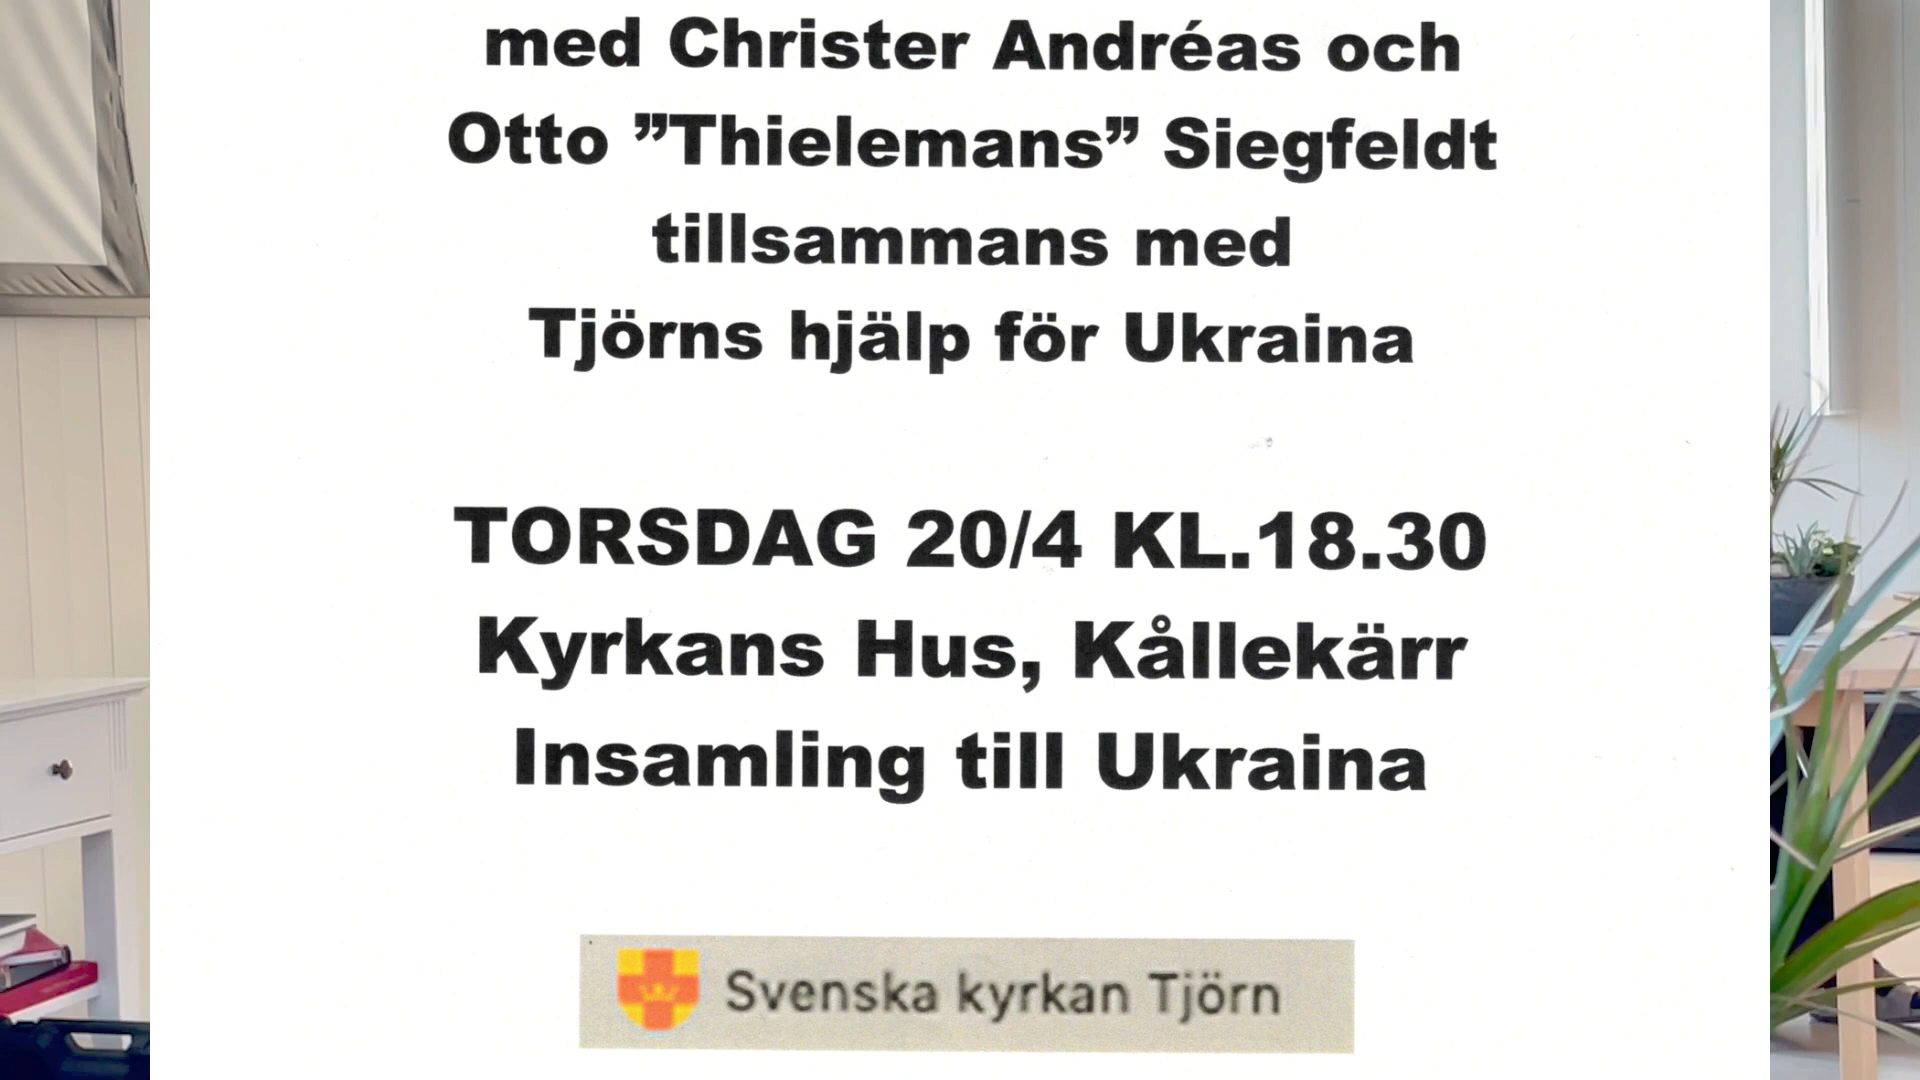 med Christer Andréas och
Otto ”Thielemans” Siegfeldt
tillsammans med
Tjörns hjälp för Ukraina
TORSDAG 20/4 KL.18.30
Kyrkans Hus, Kållekärr
Insamling till Ukraina
Svenska kyrkan Tjörn